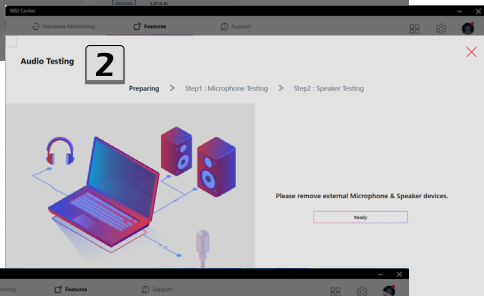 MSI Center
Hardware Monitoring Features Support
Audio Testing
2
Preparing > Step1 : Microphone Testing > Step2 : Speaker Testing
Please remove external Microphone & Speaker devices.
Ready
Features Support